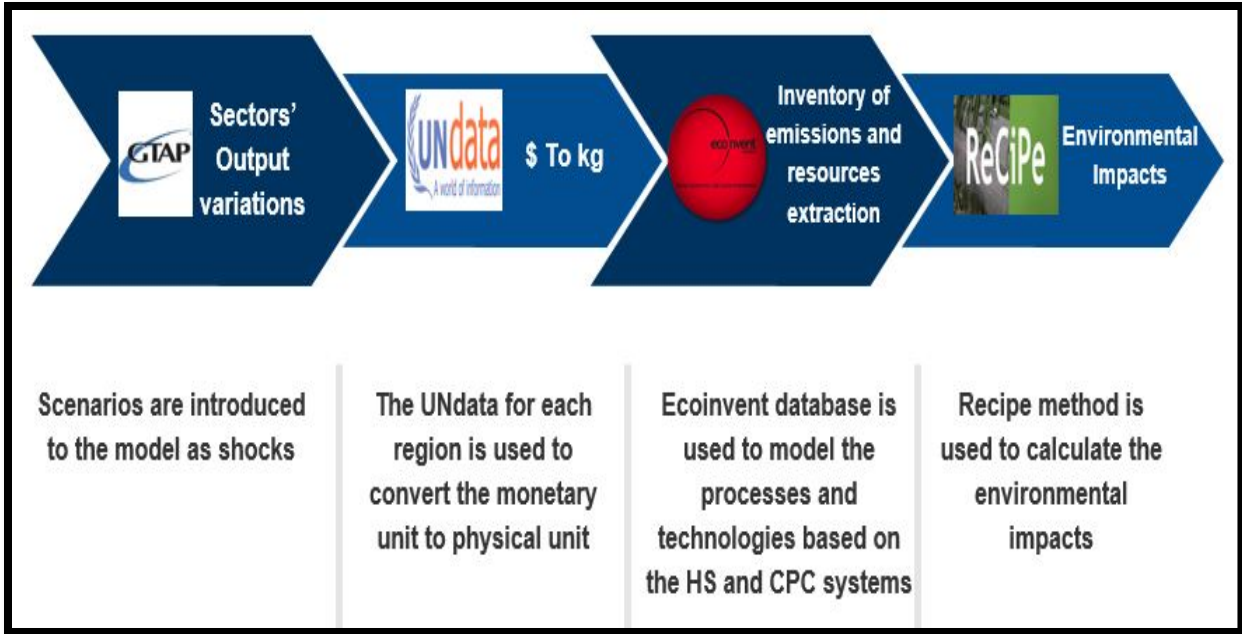 GTAP
Sectors’
Output
variations
UNdata
A world of information
$ To kg
ecoinvent
Inventory of
emissions and
resources
extraction
ReCiPe
Environmental
Impacts
Scenarios are introduced
to the model as shocks
The UNdata for each
region is used to
convert the monetary
unit to physical unit
Ecoinvent database is
used to model the
processes and
technologies based on
the HS and CPC systems
Recipe method is
used to calculate the
environmental
impacts